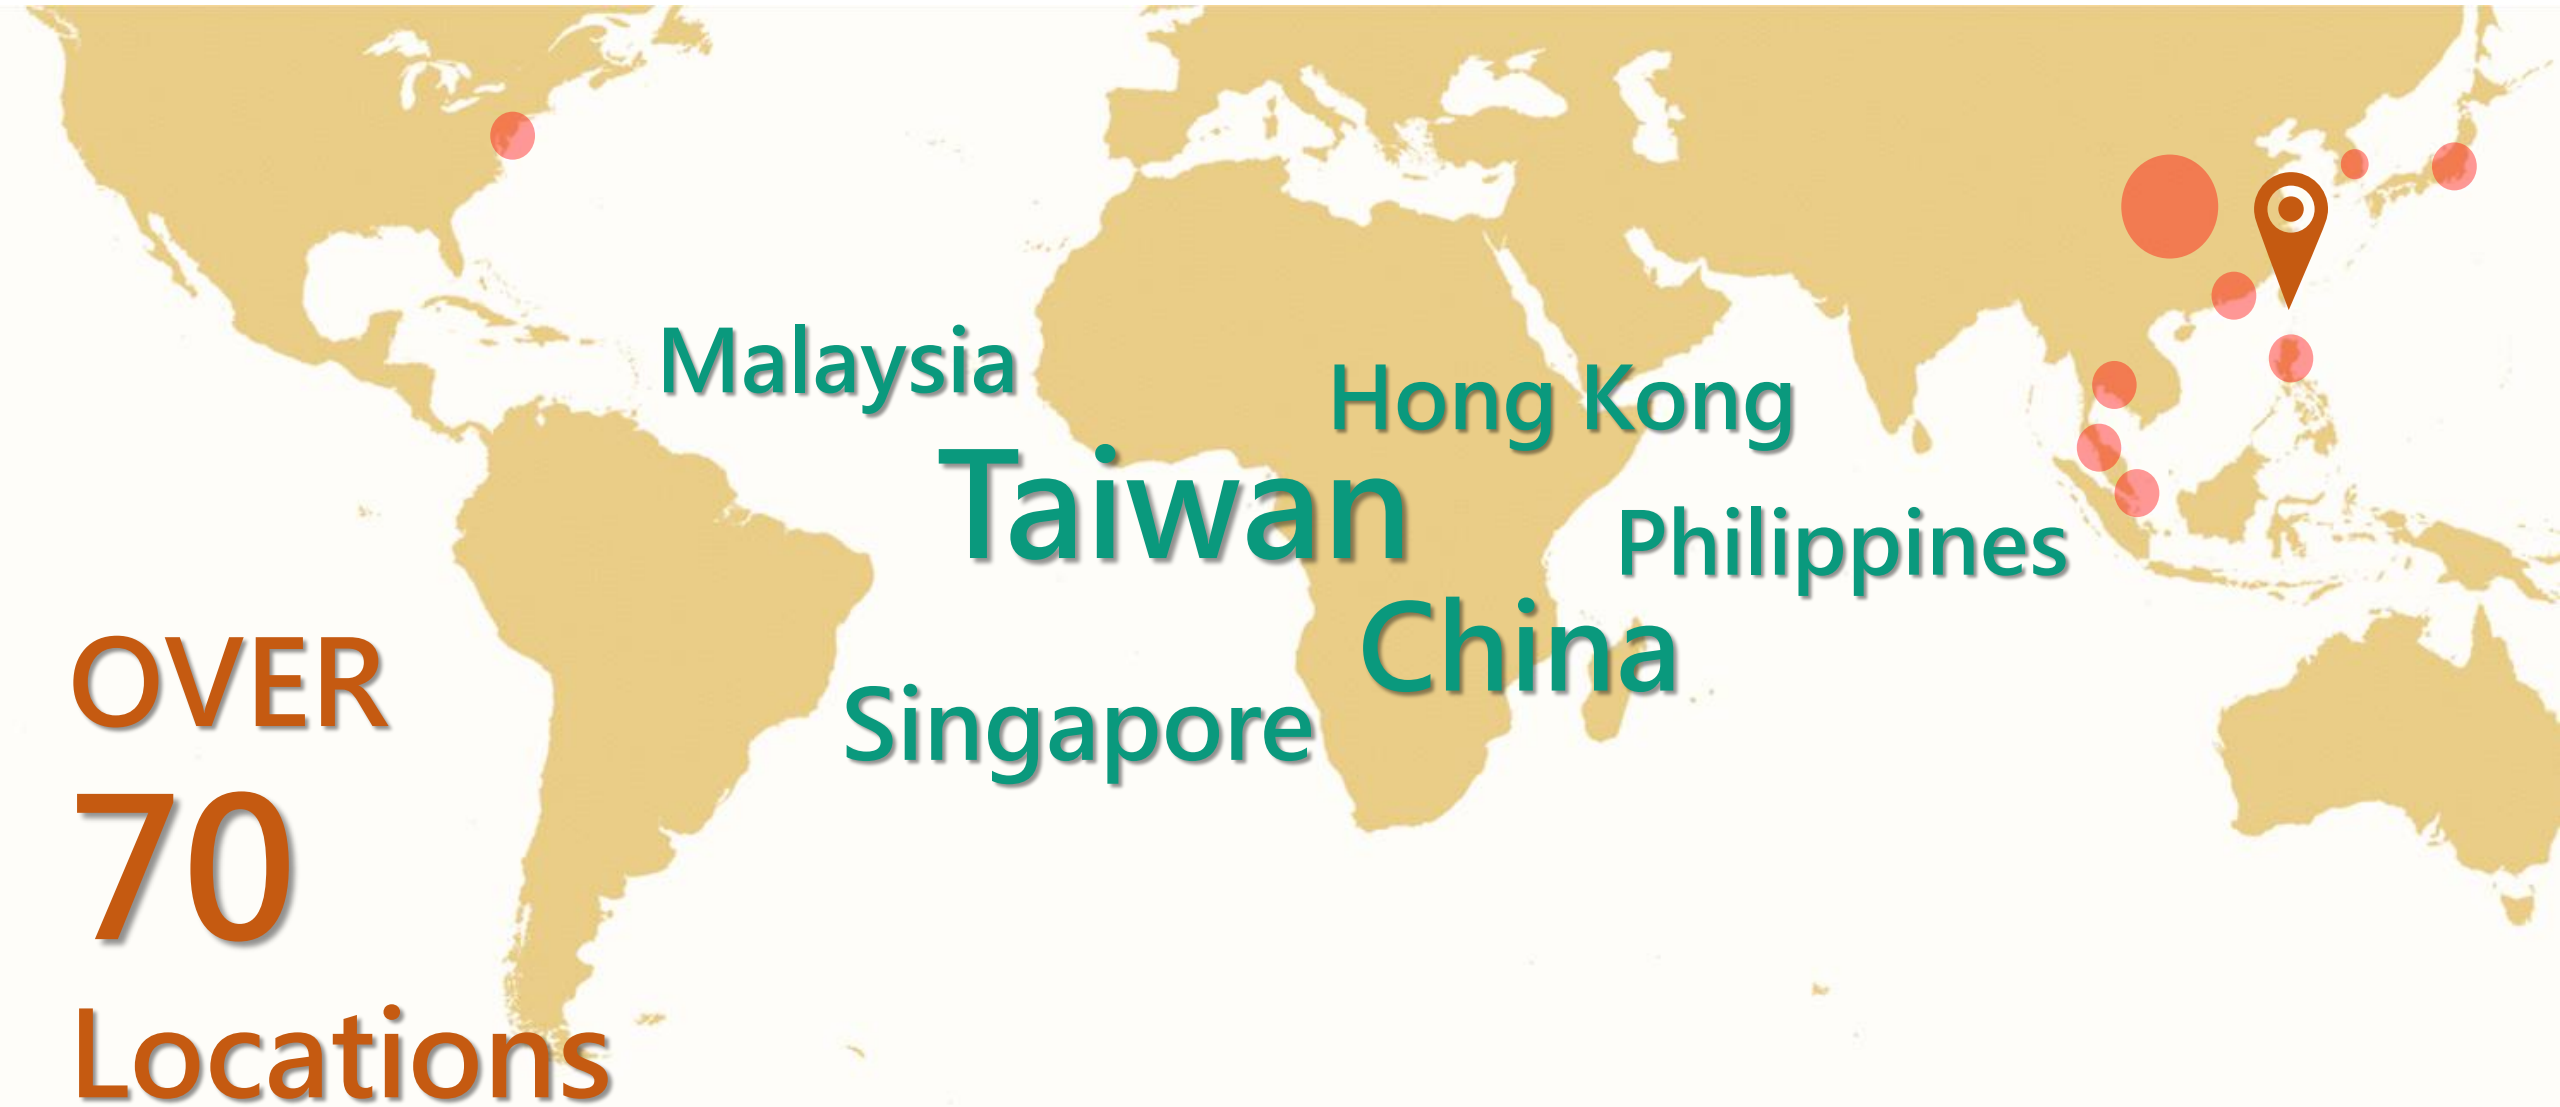 Malaysia
Hong Kong
Taiwan
Philippines
China
Singapore
OVER
70
Locations